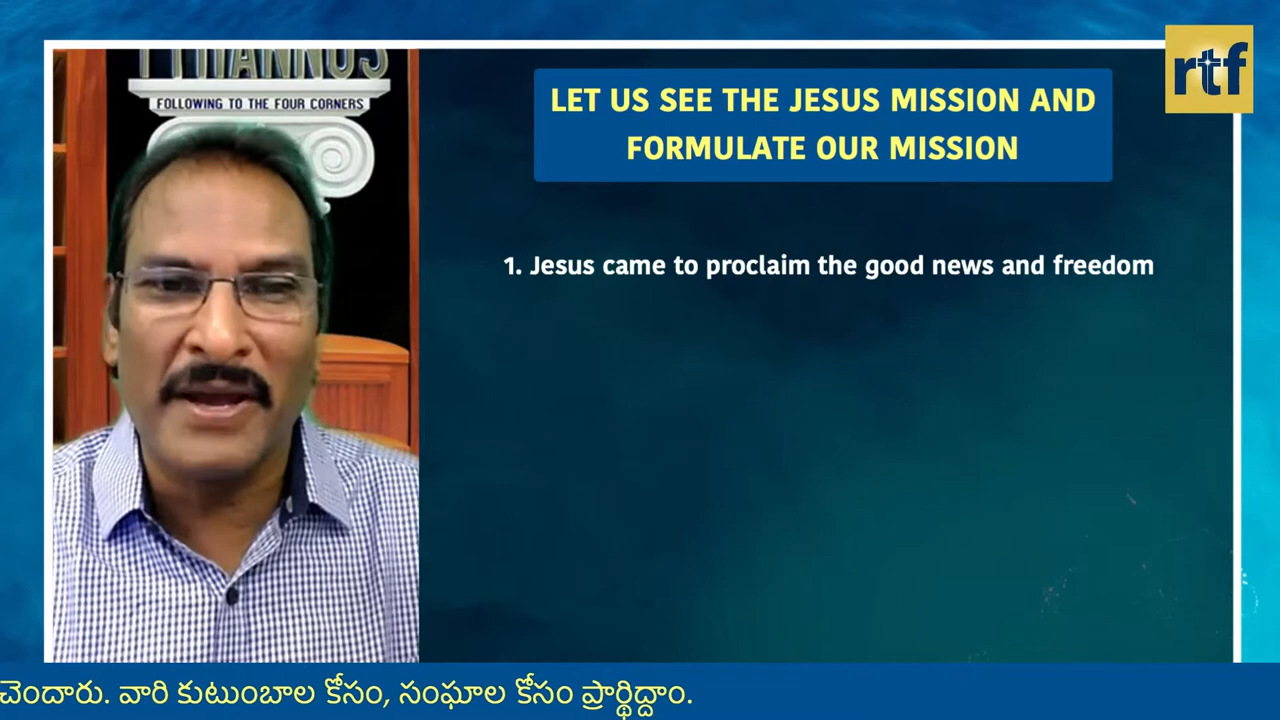 TYRANNUS
FOLLOWING TO THE FOUR CORNERS
rtf
LET US SEE THE JESUS MISSION AND
FORMULATE OUR MISSION
1. Jesus came to proclaim the good news and freedom
చెందారు. వారి కుటుంబాల కోసం, సంఘాల కోసం ప్రార్థిద్దాం.